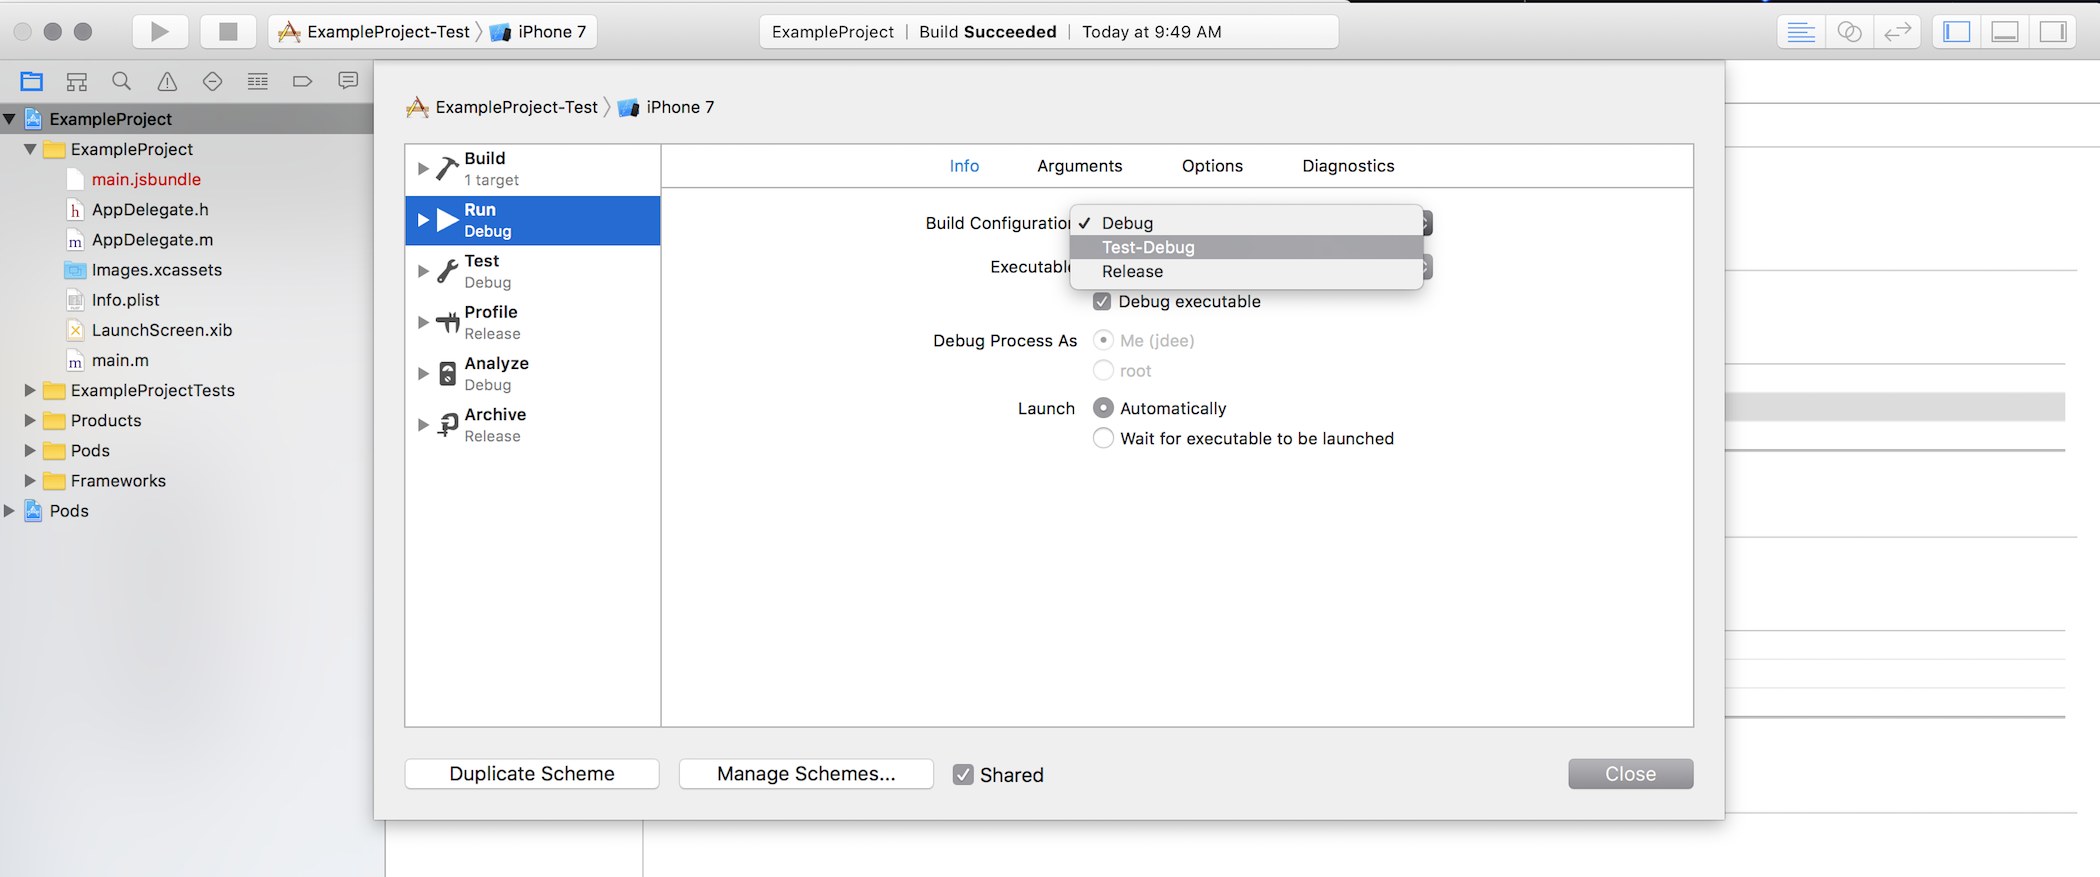 ExampleProject-Test iPhone 7
ExampleProject | Build Succeeded | Today at 9:49 AM
ExampleProject
ExampleProject
main.jsbundle
AppDelegate.h
AppDelegate.m
Images.xcassets
Info.plist
LaunchScreen.xib
main.m
ExampleProjectTests
Products
Pods
Frameworks
Pods
ExampleProject-Test iPhone 7
Build
1 target
Run
Debug
Test
Debug
Profile
Release
Analyze
Debug
Archive
Release
Info Arguments Options Diagnostics
Build Configuration
Debug
Test-Debug
Release
Executable
Debug executable
Debug Process As
Me (jdee)
root
Launch
Automatically
Wait for executable to be launched
Duplicate Scheme
Manage Schemes...
Shared
Close